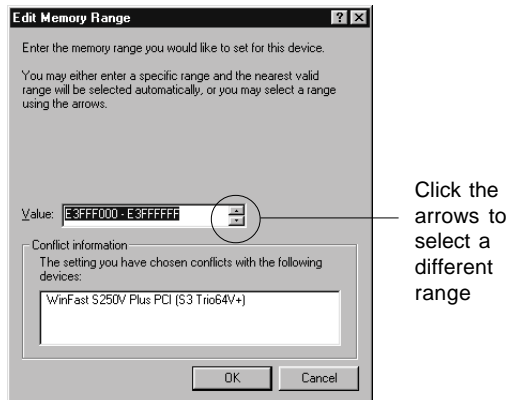 Edit Memory Range
Enter the memory range you would like to set for this device.
You may either enter a specific range and the nearest valid
range will be selected automatically, or you may select a range
using the arrows.
Value: E3FFF000 - E3FFFFFF
Click the
arrows to
select a
different
range
Conflict information
The setting you have chosen conflicts with the following
devices:
WinFast S250V Plus PCI (S3 Trio64V+)
OK Cancel